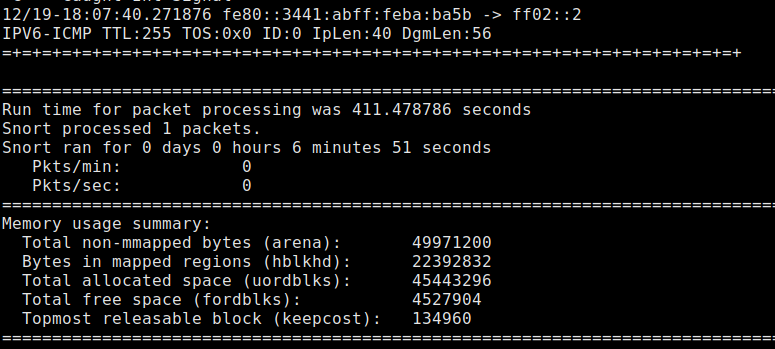 12/19-18:07:40.271876 fe80::3441:abff:feba:ba5b -> ff02::2
IPV6-ICMP TTL:255 TOS:0x0 ID:0 IpLen:40 DgmLen:56
=+=+=+=+=+=+=+=+=+=+=+=+=+=+=+=+=+=+=+=+=+=+=+=+=+=+=+=+=+=+=+=+=+=+=+=+=+
===============================================================================
Run time for packet processing was 411.478786 seconds
Snort processed 1 packets.
Snort ran for 0 days 0 hours 6 minutes 51 seconds
   Pkts/min:            0
   Pkts/sec:            0
===============================================================================
Memory usage summary:
  Total non-mmapped bytes (arena):       49971200
  Bytes in mapped regions (hblkhd):      22392832
  Total allocated space (uordblks):      45443296
  Total free space (fordblks):           4527904
  Topmost releasable block (keepcost):   134960
===============================================================================